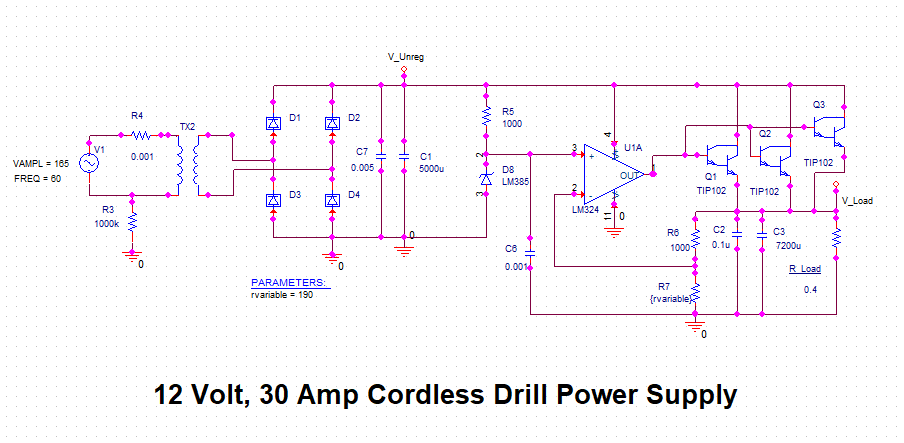 V_Unreg
R4
TX2
0.001
V1
VAMPL = 165
FREQ = 60
R3
1000k
0
D1
D2
D3
D4
0
PARAMETERS:
rvariable = 190
C7
0.005
C1
5000u
0
R5
1000
D8
LM385
2
3
C6
0.001
3
+
2
-
4
V+
U1A
OUT
1
LM324
V-
11
0
Q1
TIP102
Q2
TIP102
Q3
TIP102
V_Load
R6
1000
R7
{rvariable}
C2
0.1u
C3
7200u
R_Load
0.4
0
12 Volt, 30 Amp Cordless Drill Power Supply